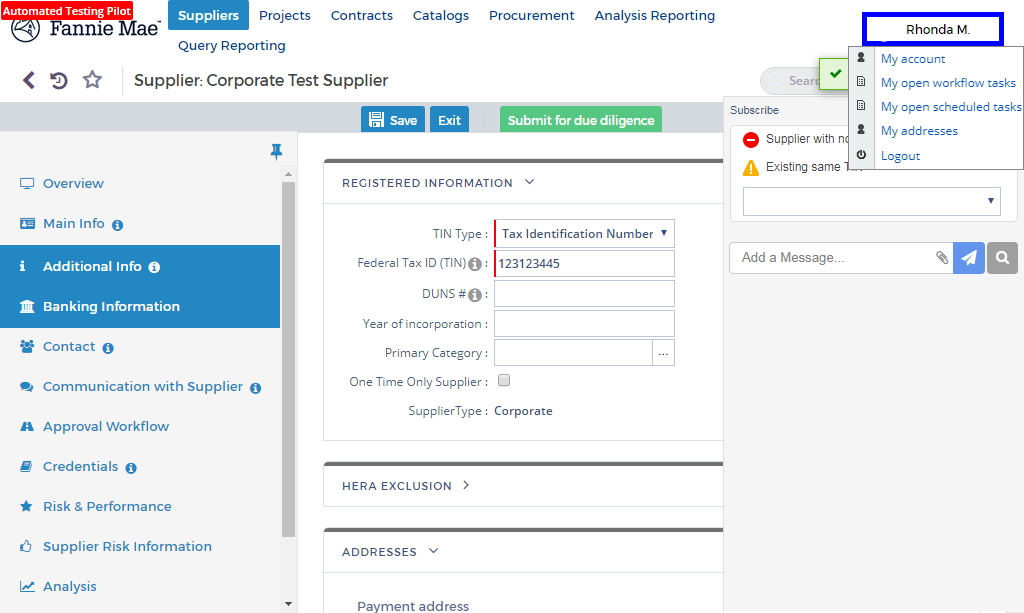 Automated Testing Pilot
Fannie Mae
Suppliers
Projects
Contracts
Catalogs
Procurement
Analysis Reporting
Query Reporting
Rhonda M.
My account
My open workflow tasks
My open scheduled tasks
My addresses
Logout
Supplier: Corporate Test Supplier
Save
Exit
Submit for due diligence
Overview
Main Info
Additional Info
Banking Information
Contact
Communication with Supplier
Approval Workflow
Credentials
Risk & Performance
Supplier Risk Information
Analysis
REGISTERED INFORMATION
TIN Type : Tax Identification Number
Federal Tax ID (TIN) : 123123445
DUNS # :
Year of incorporation :
Primary Category : ...
One Time Only Supplier :
SupplierType : Corporate
HERA EXCLUSION
ADDRESSES
Payment address
Subscribe
Supplier with
Existing same
Add a Message...